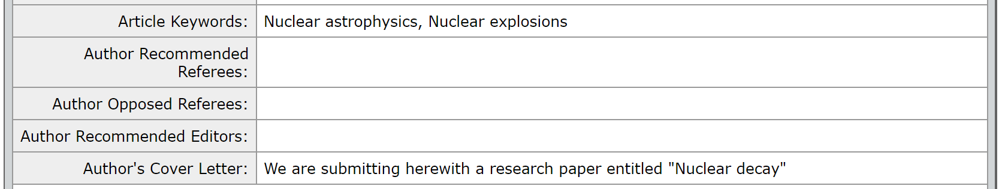 Article Keywords: Nuclear astrophysics, Nuclear explosions
Author Recommended
Referees:
Author Opposed Referees:
Author Recommended Editors:
Author's Cover Letter: We are submitting herewith a research paper entitled "Nuclear decay"